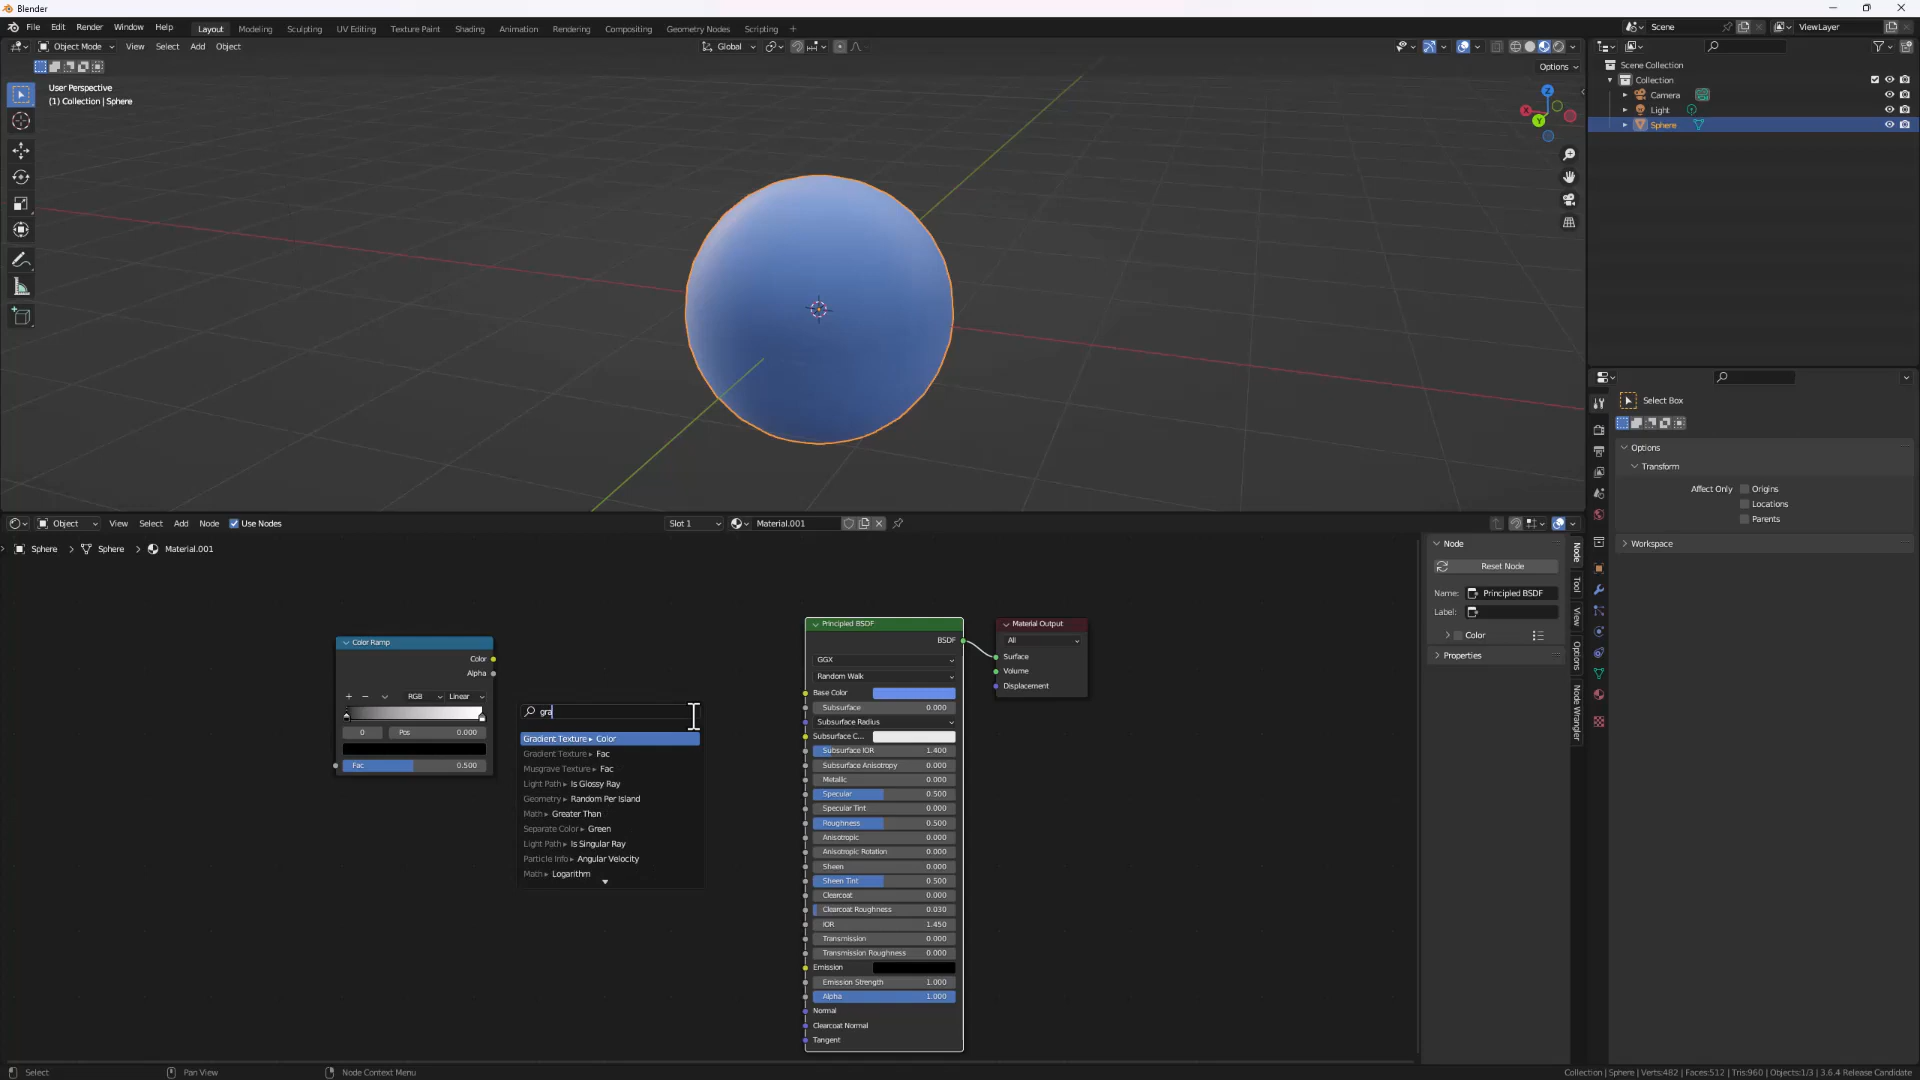 Blender
File Edit Render Window Help
Layout Modeling Sculpting UV Editing Texture Paint Shading Animation Rendering Compositing Geometry Nodes Scripting +
Scene
ViewLayer
Object Mode View Select Add Object
Global
Options
User Perspective
(1) Collection | Sphere
Z
X
Y
Scene Collection
Collection
Camera
Light
Sphere
Select Box
Options
Transform
Affect Only Origins
Locations
Parents
Workspace
Object View Select Add Node Use Nodes
Slot 1
Material.001
Sphere > Sphere > Material.001
Color Ramp
Color
Alpha
+ − RGB Linear
0 Pos 0.000
Fac 0.500
gra
Gradient Texture ▸ Color
Gradient Texture ▸ Fac
Musgrave Texture ▸ Fac
Light Path ▸ Is Glossy Ray
Geometry ▸ Random Per Island
Math ▸ Greater Than
Separate Color ▸ Green
Light Path ▸ Is Singular Ray
Particle Info ▸ Angular Velocity
Math ▸ Logarithm
Principled BSDF
BSDF
GGX
Random Walk
Base Color
Subsurface 0.000
Subsurface Radius
Subsurface C...
Subsurface IOR 1.400
Subsurface Anisotropy 0.000
Metallic 0.000
Specular 0.500
Specular Tint 0.000
Roughness 0.500
Anisotropic 0.000
Anisotropic Rotation 0.000
Sheen 0.000
Sheen Tint 0.500
Clearcoat 0.000
Clearcoat Roughness 0.030
IOR 1.450
Transmission 0.000
Transmission Roughness 0.000
Emission
Emission Strength 1.000
Alpha 1.000
Normal
Clearcoat Normal
Tangent
Material Output
All
Surface
Volume
Displacement
Node
Reset Node
Name: Principled BSDF
Label:
Color
Properties
Node
Tool
View
Options
Node Wrangler
Select
Pan View
Node Context Menu
Collection | Sphere | Verts:482 | Faces:512 | Tris:960 | Objects:1/3 | 3.6.4 Release Candidate